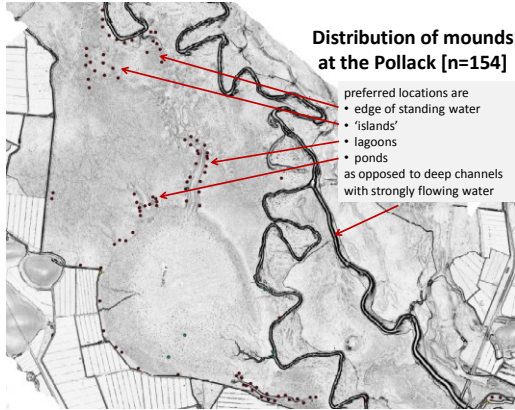 Distribution of mounds
at the Pollack [n=154]
preferred locations are
• edge of standing water
• ‘islands’
• lagoons
• ponds
as opposed to deep channels
with strongly flowing water